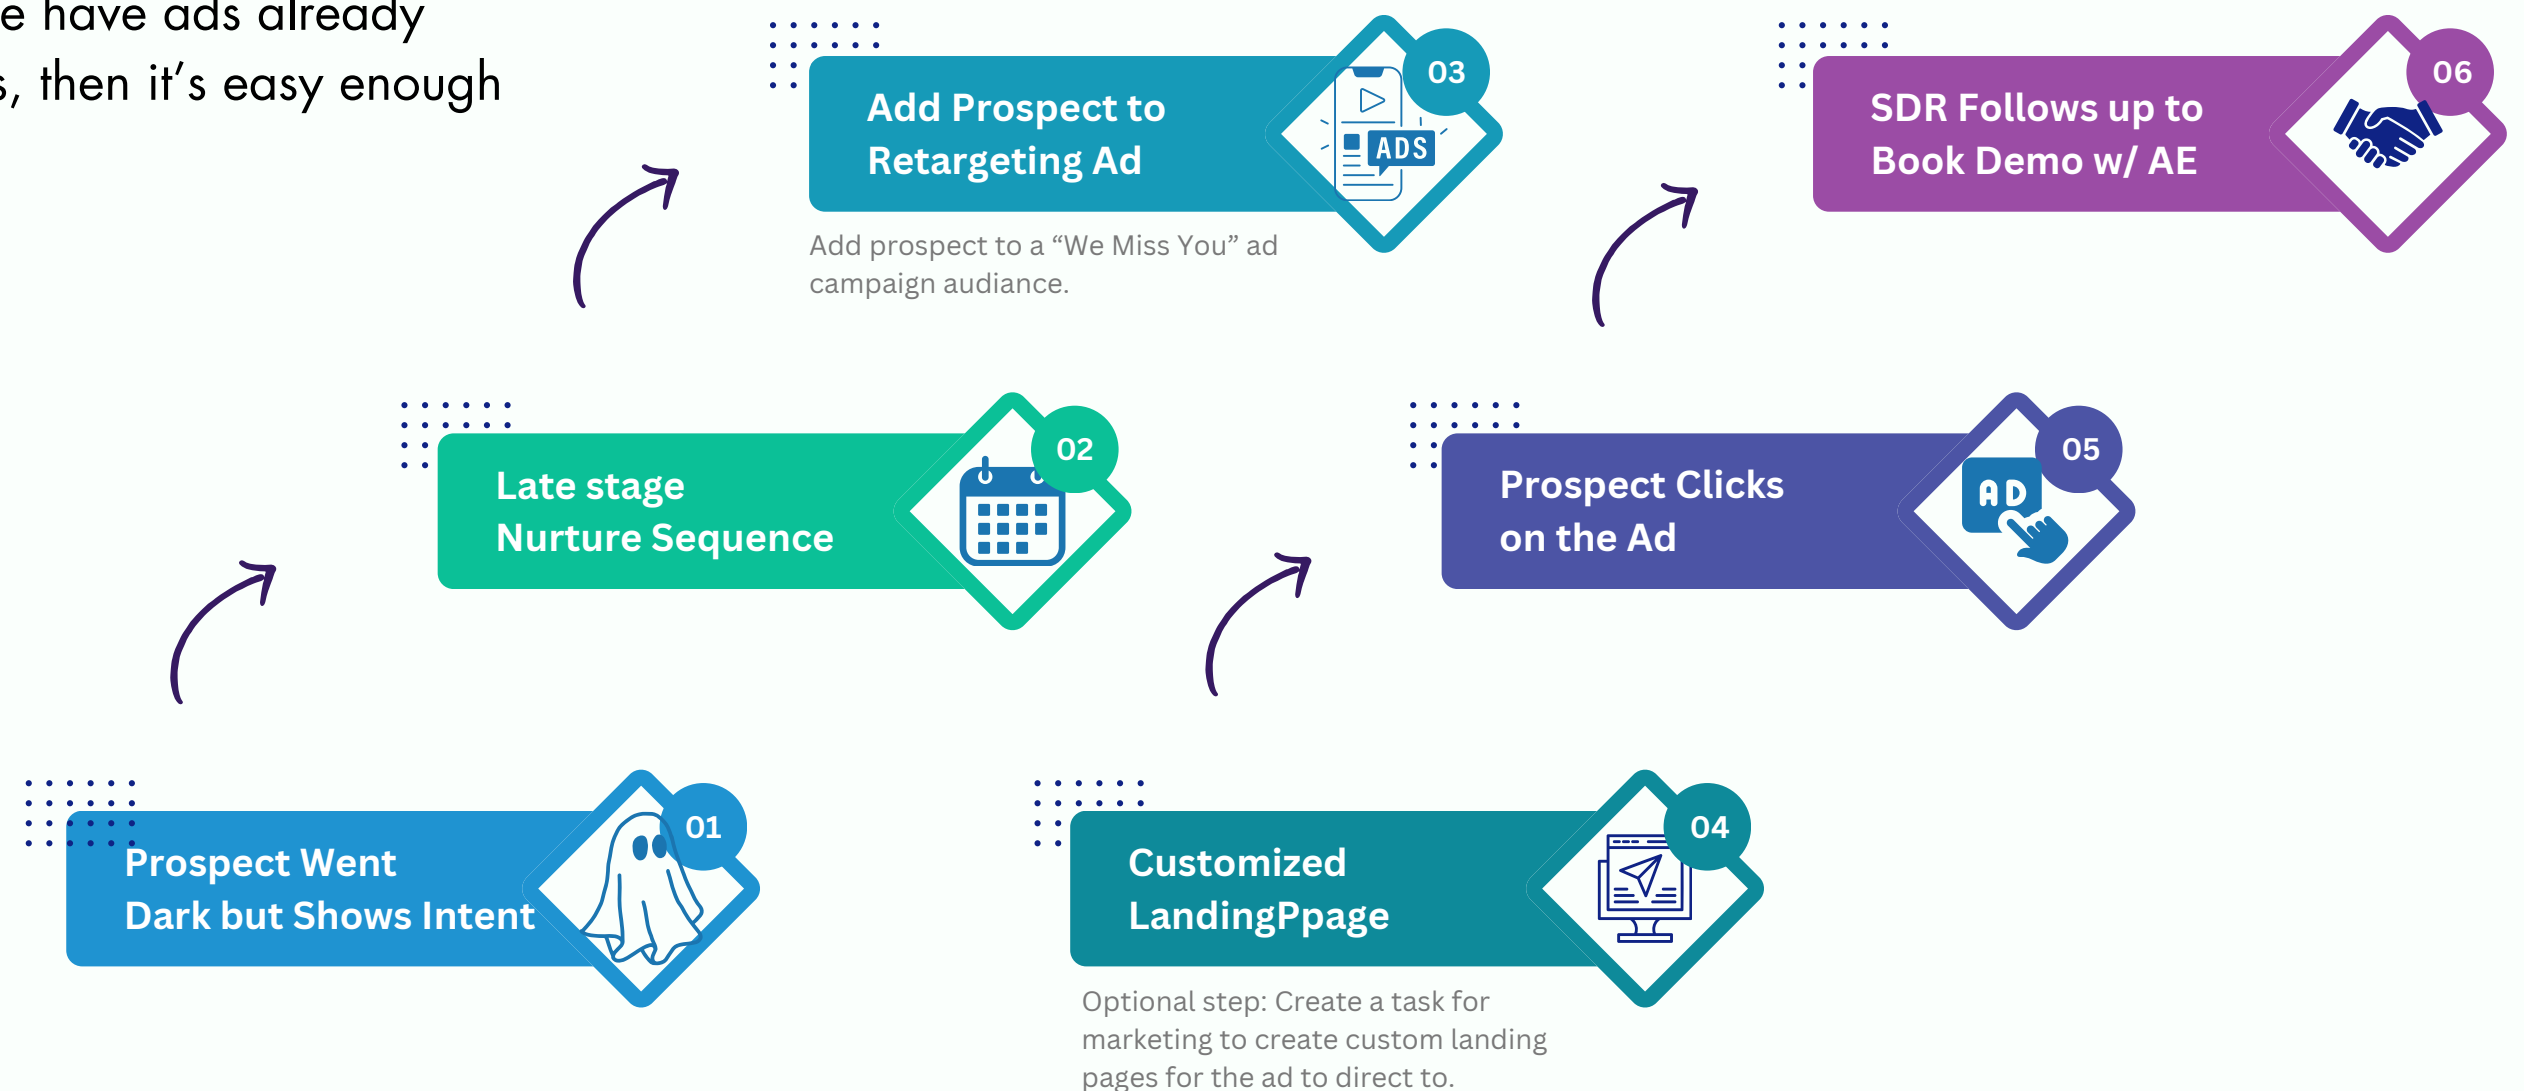 e have ads already
s, then it's easy enough
03
Add Prospect to
Retargeting Ad
ADS
Add prospect to a “We Miss You” ad
campaign audiance.
06
SDR Follows up to
Book Demo w/ AE
02
Late stage
Nurture Sequence
05
Prospect Clicks
on the Ad
AD
01
Prospect Went
Dark but Shows Intent
04
Customized
LandingPpage
Optional step: Create a task for
marketing to create custom landing
pages for the ad to direct to.